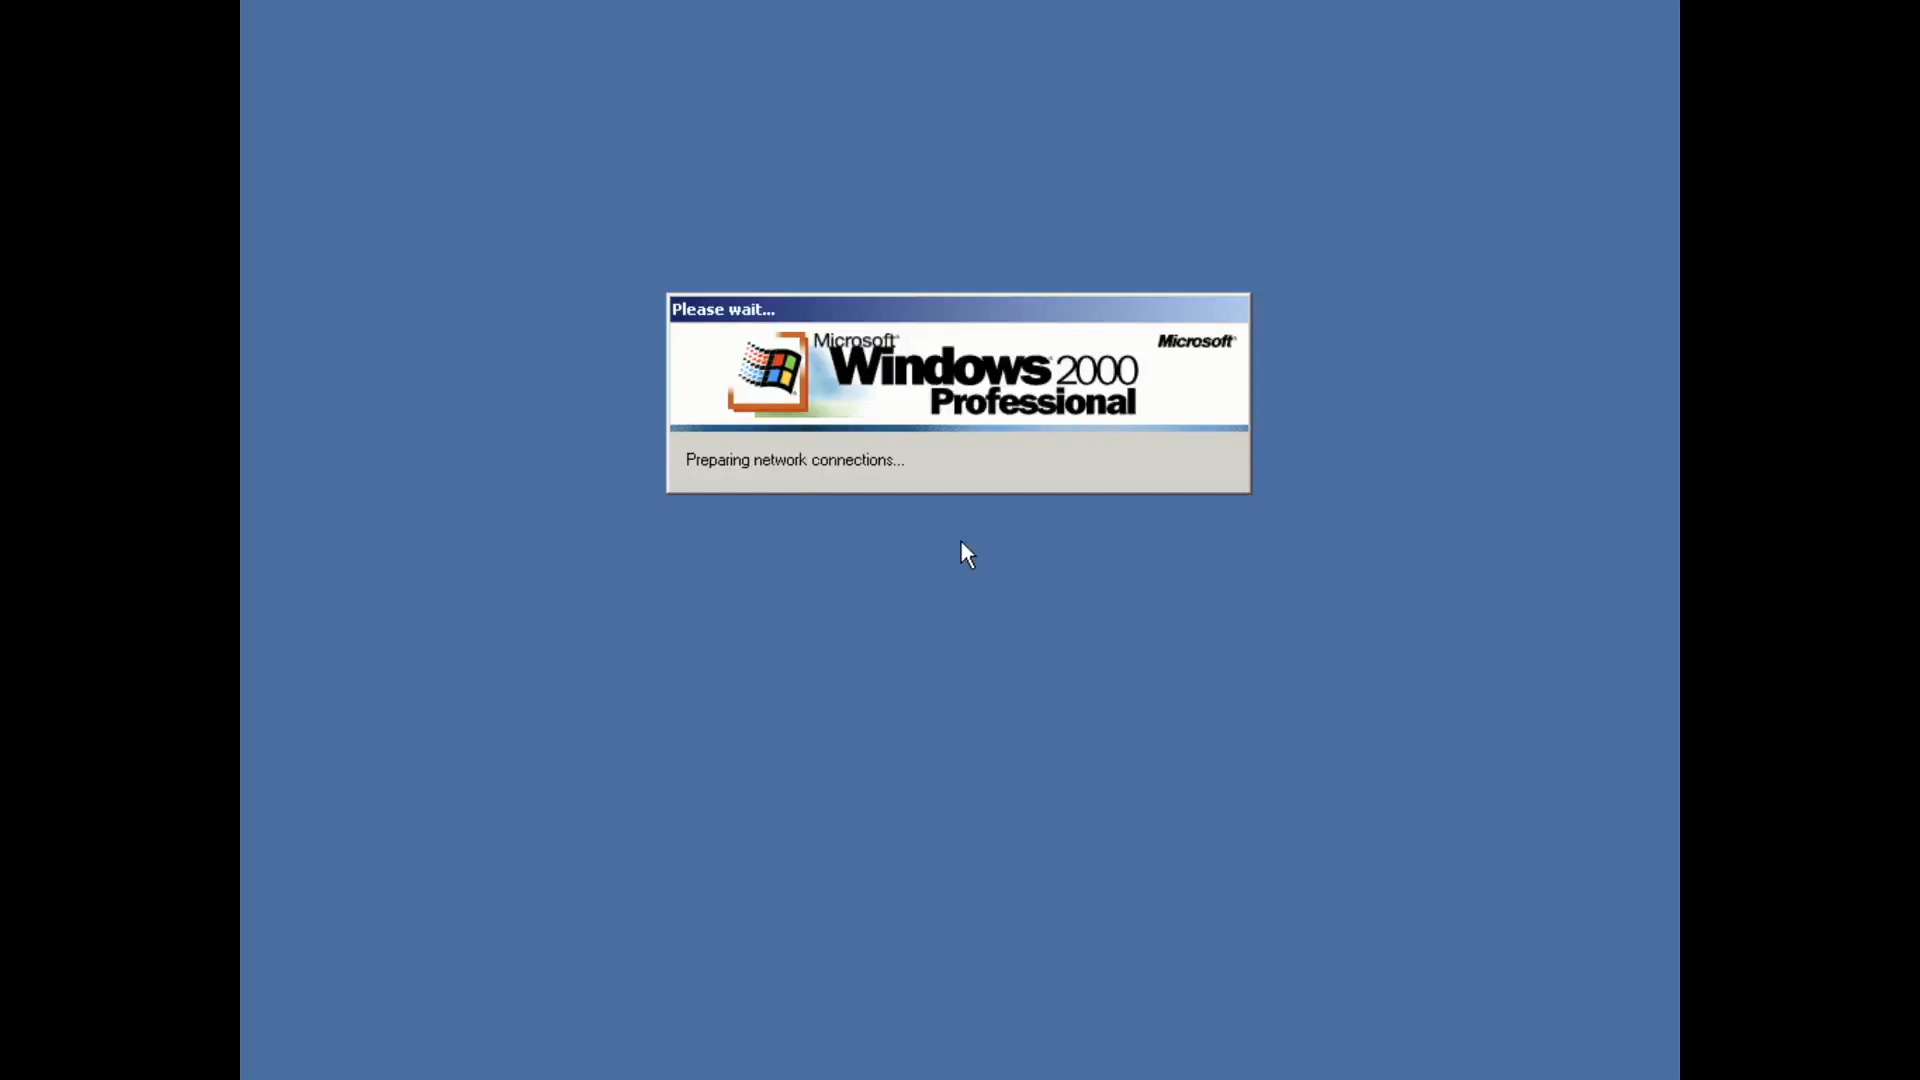 Please wait...
Microsoft®
Microsoft®
Windows 2000
Professional
Preparing network connections...